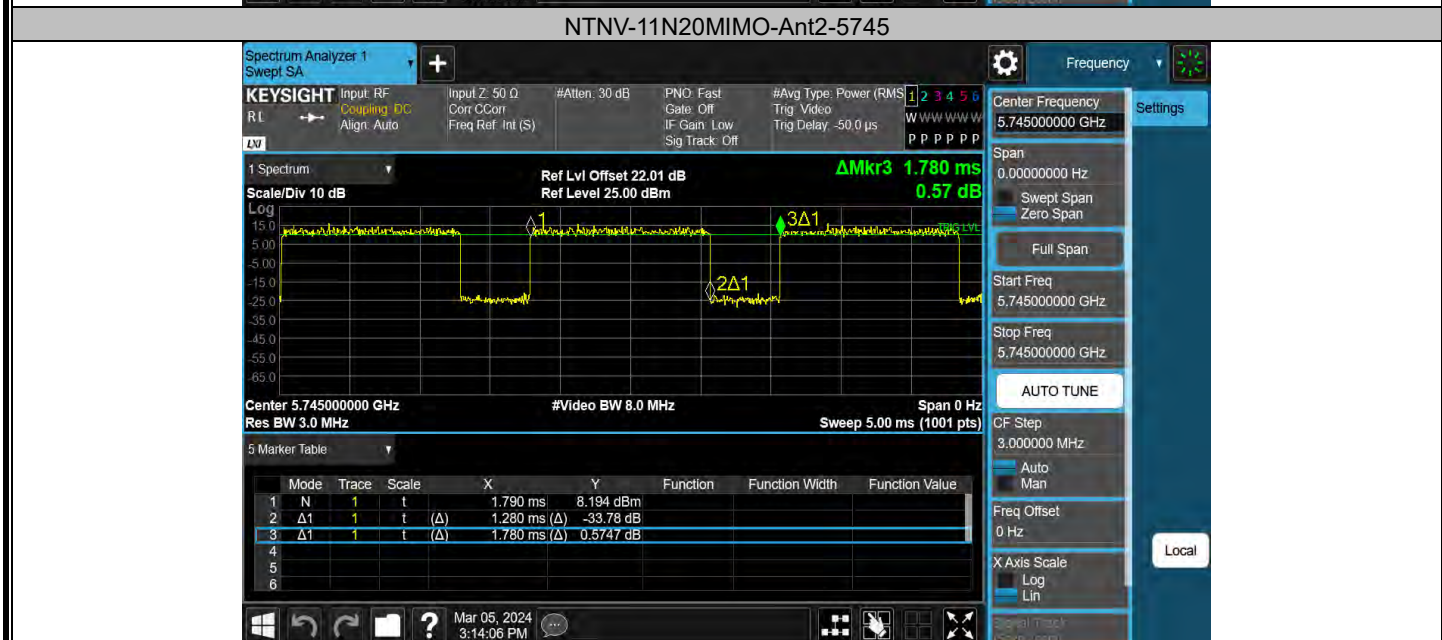 NTNV-11N20MIMO-Ant2-5745
Spectrum Analyzer 1
Swept SA
+
Frequency
KEYSIGHT
RL
LXI
Input: RF
Coupling: DC
Align: Auto
Input Z: 50 Ω
Corr CCorr
Freq Ref: Int (S)
#Atten: 30 dB
PNO: Fast
Gate: Off
IF Gain: Low
Sig Track: Off
#Avg Type: Power (RMS
Trig: Video
Trig Delay: -50.0 µs
1 2 3 4 5 6
W W W W W W
P P P P P P
Center Frequency
5.745000000 GHz
Settings
Span
0.00000000 Hz
Swept Span
Zero Span
Full Span
Start Freq
5.745000000 GHz
Stop Freq
5.745000000 GHz
AUTO TUNE
CF Step
3.000000 MHz
Auto
Man
Freq Offset
0 Hz
X Axis Scale
Log
Lin
Local
1 Spectrum
Scale/Div 10 dB
Ref Lvl Offset 22.01 dB
Ref Level 25.00 dBm
ΔMkr3 1.780 ms
0.57 dB
Log
15.0
5.00
-5.00
-15.0
-25.0
-35.0
-45.0
-55.0
-65.0
1
2Δ1
3Δ1
TRIG LVL
Center 5.745000000 GHz
Res BW 3.0 MHz
#Video BW 8.0 MHz
Span 0 Hz
Sweep 5.00 ms (1001 pts)
5 Marker Table
Mode Trace Scale X Y Function Function Width Function Value
1 N 1 t 1.790 ms 8.194 dBm
2 Δ1 1 t (Δ) 1.280 ms (Δ) -33.78 dB
3 Δ1 1 t (Δ) 1.780 ms (Δ) 0.5747 dB
4
5
6
?
Mar 05, 2024
3:14:06 PM